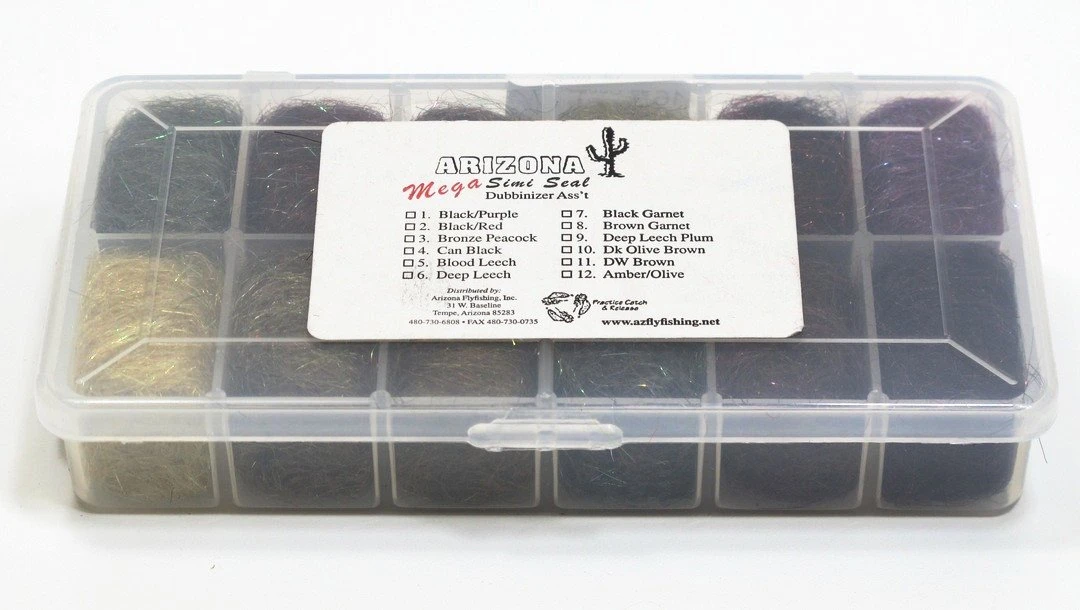 ARIZONA
Mega Simi Seal
Dubbinizer Ass't
1. Black/Purple
2. Black/Red
3. Bronze Peacock
4. Can Black
5. Blood Leech
6. Deep Leech
7. Black Garnet
8. Brown Garnet
9. Deep Leech Plum
10. Dk Olive Brown
11. DW Brown
12. Amber/Olive
Distributed by:
Arizona Flyfishing, Inc.
31 W. Baseline
Tempe, Arizona 85283
480-730-6808 • FAX 480-730-0735
Practice Catch
& Release
www.azflyfishing.net